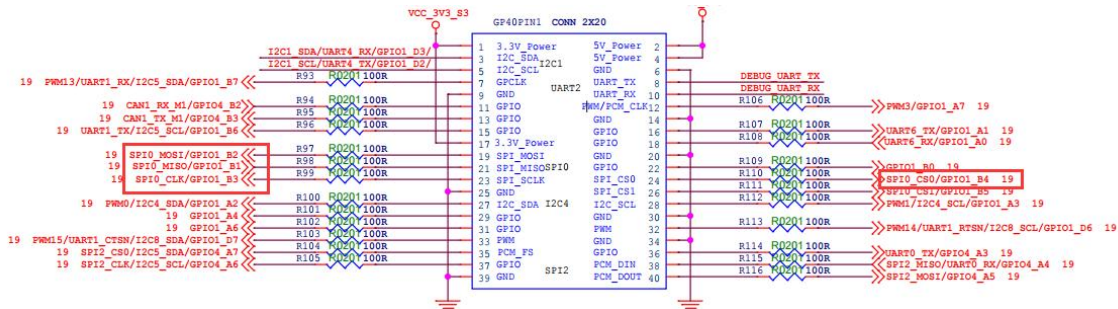 VCC_3V3_S3
GP40PIN1 CONN 2X20
I2C1_SDA/UART4_RX/GPIO1_D3/
I2C1_SCL/UART4_TX/GPIO1_D2/
1 3.3V_Power 5V_Power 2
3 I2C_SDA I2C1 5V_Power 4
5 I2C_SCL GND 6
19 PWM13/UART1_RX/I2C5_SDA/GPIO1_B7 R93 R0201 100R 7 GPCLK UART2 UART_TX 8 DEBUG_UART_TX
9 GND UART_RX 10 DEBUG_UART_RX
19 CAN1_RX_M1/GPIO4_B2 R94 R0201 100R 11 GPIO PWM/PCM_CLK 12 R106 R0201 100R PWM3/GPIO1_A7 19
19 CAN1_TX_M1/GPIO4_B3 R95 R0201 100R 13 GPIO GND 14
19 UART1_TX/I2C5_SCL/GPIO1_B6 R96 R0201 100R 15 GPIO GPIO 16 R107 R0201 100R UART6_TX/GPIO1_A1 19
17 3.3V_Power GPIO 18 R108 R0201 100R UART6_RX/GPIO1_A0 19
19 SPI0_MOSI/GPIO1_B2 R97 R0201 100R 19 SPI_MOSI GND 20
19 SPI0_MISO/GPIO1_B1 R98 R0201 100R 21 SPI_MISO SPI0 GPIO 22 R109 R0201 100R GPIO1_B0 19
19 SPI0_CLK/GPIO1_B3 R99 R0201 100R 23 SPI_SCLK SPI_CS0 24 R110 R0201 100R SPI0_CS0/GPIO1_B4 19
25 GND SPI_CS1 26 R111 R0201 100R SPI0_CS1/GPIO1_B5 19
19 PWM0/I2C4_SDA/GPIO1_A2 R100 R0201 100R 27 I2C_SDA I2C4 I2C_SCL 28 R112 R0201 100R PWM1/I2C4_SCL/GPIO1_A3 19
19 GPIO1_A4 R101 R0201 100R 29 GPIO GND 30
19 GPIO1_A6 R102 R0201 100R 31 GPIO PWM 32 R113 R0201 100R PWM14/UART1_RTSN/I2C8_SCL/GPIO1_D6 19
19 PWM15/UART1_CTSN/I2C8_SDA/GPIO1_D7 R103 R0201 100R 33 PWM GND 34
19 SPI2_CS0/I2C5_SDA/GPIO4_A7 R104 R0201 100R 35 PCM_FS GPIO 36 R114 R0201 100R UART0_TX/GPIO4_A3 19
19 SPI2_CLK/I2C5_SCL/GPIO4_A6 R105 R0201 100R 37 GPIO SPI2 PCM_DIN 38 R115 R0201 100R SPI2_MISO/UART0_RX/GPIO4_A4 19
39 GND PCM_DOUT 40 R116 R0201 100R SPI2_MOSI/GPIO4_A5 19